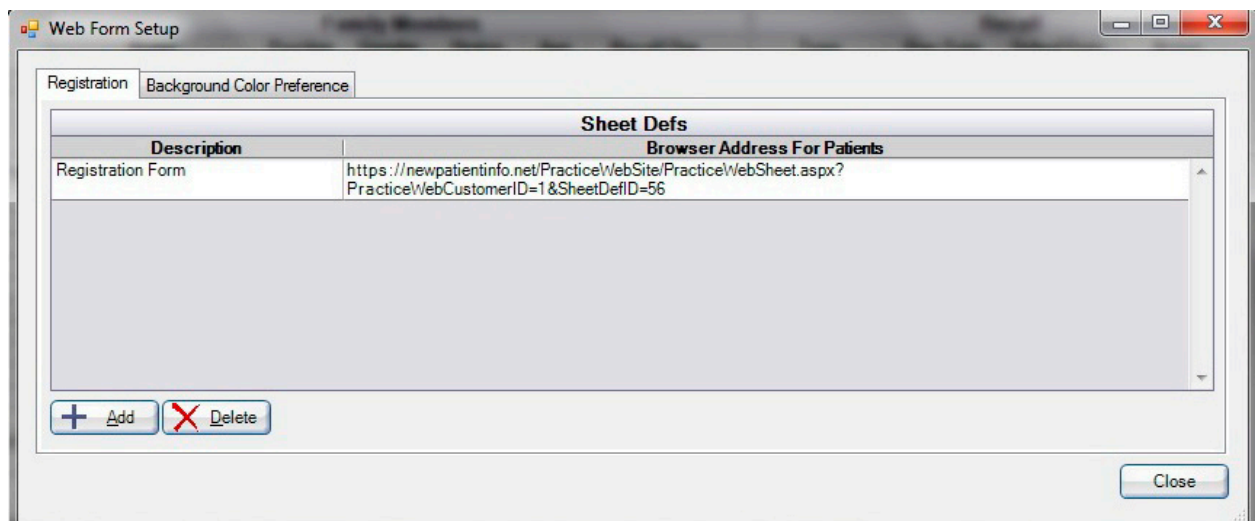 Web Form Setup
Registration
Background Color Preference
Sheet Defs
Description
Browser Address For Patients
Registration Form
https://newpatientinfo.net/PracticeWebSite/PracticeWebSheet.aspx?
PracticeWebCustomerID=1&SheetDefID=56
Add
Delete
Close